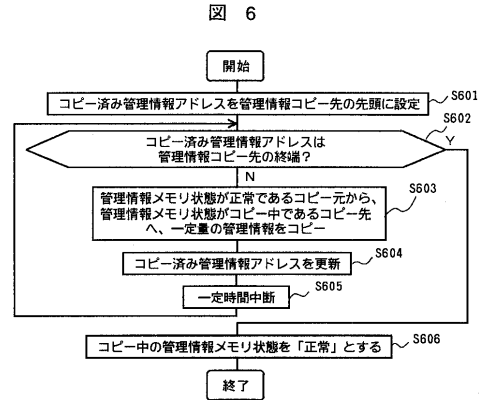 図 6
開始
コピー済み管理情報アドレスを管理情報コピー先の先頭に設定
S601
S602
コピー済み管理情報アドレスは
管理情報コピー先の終端?
Y
N
S603
管理情報メモリ状態が正常であるコピー元から、
管理情報メモリ状態がコピー中であるコピー先
へ、一定量の管理情報をコピー
S604
コピー済み管理情報アドレスを更新
S605
一定時間中断
S606
コピー中の管理情報メモリ状態を「正常」とする
終了